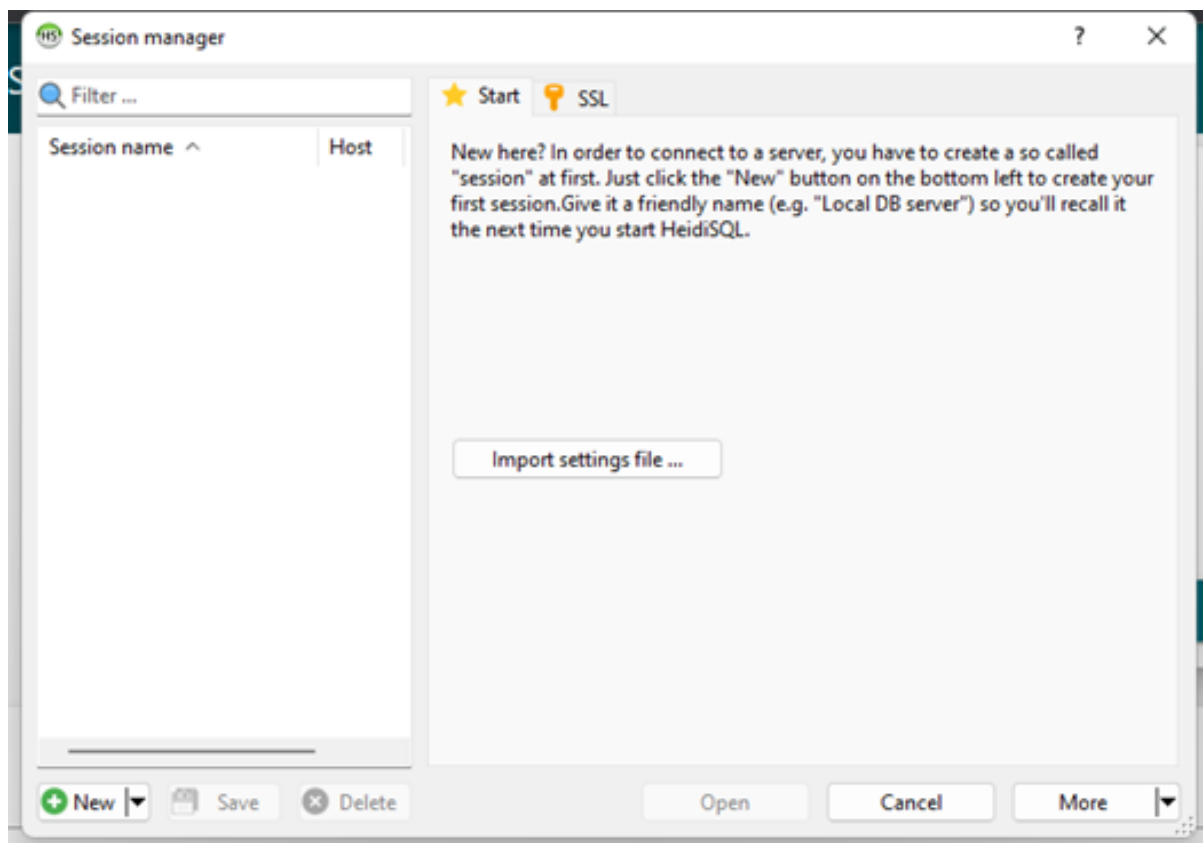 HS Session manager ?
Filter ...
Start SSL
Session name Host
New here? In order to connect to a server, you have to create a so called
"session" at first. Just click the "New" button on the bottom left to create your
first session.Give it a friendly name (e.g. "Local DB server") so you'll recall it
the next time you start HeidiSQL.
Import settings file ...
New Save Delete Open Cancel More